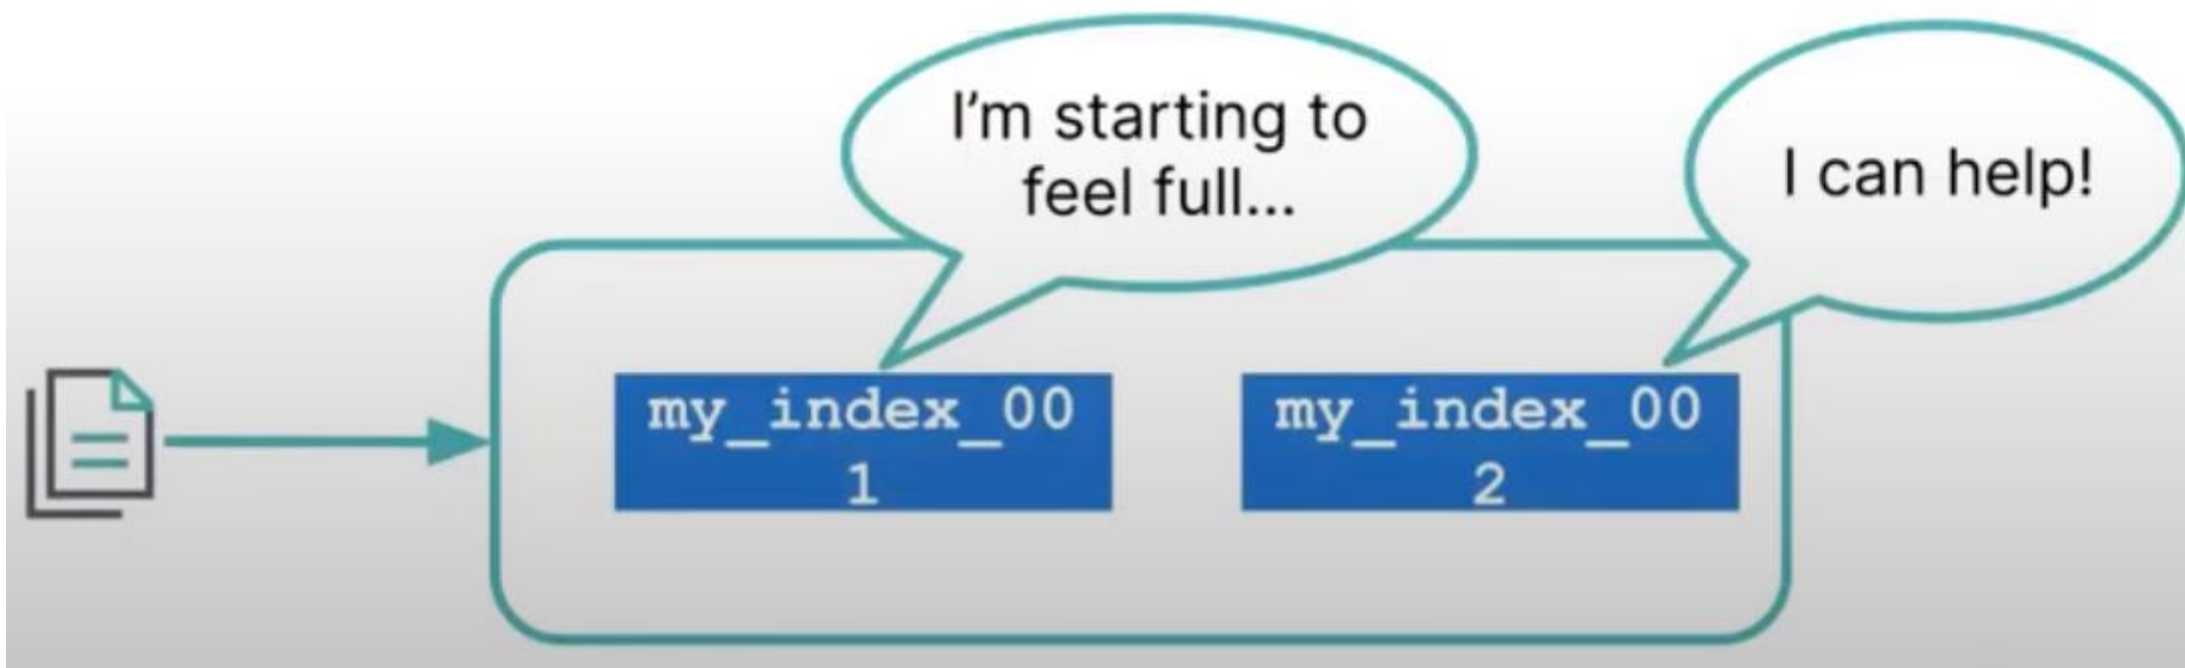 I'm starting to
feel full...
I can help!
my_index_00
1
my_index_00
2